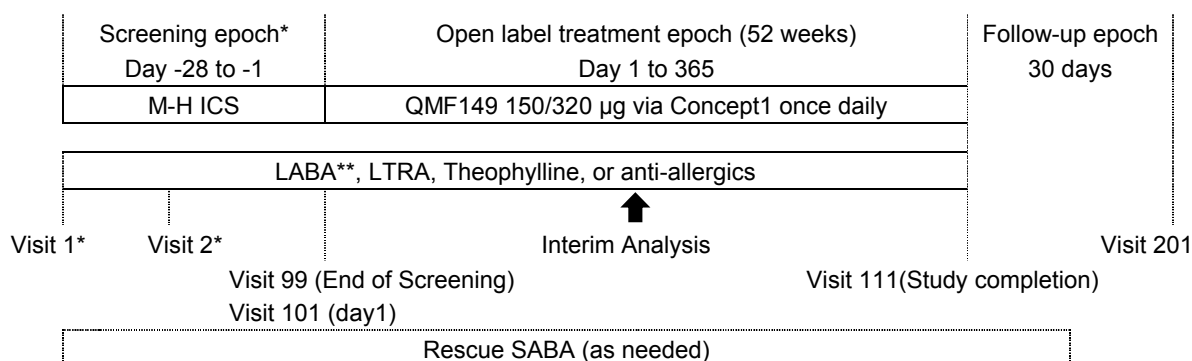 Screening epoch*
Day -28 to -1
Open label treatment epoch (52 weeks)
Day 1 to 365
Follow-up epoch
30 days
M-H ICS
QMF149 150/320 µg via Concept1 once daily
LABA**, LTRA, Theophylline, or anti-allergics
Visit 1*
Visit 2*
Interim Analysis
Visit 201
Visit 99 (End of Screening)
Visit 111(Study completion)
Visit 101 (day1)
Rescue SABA (as needed)